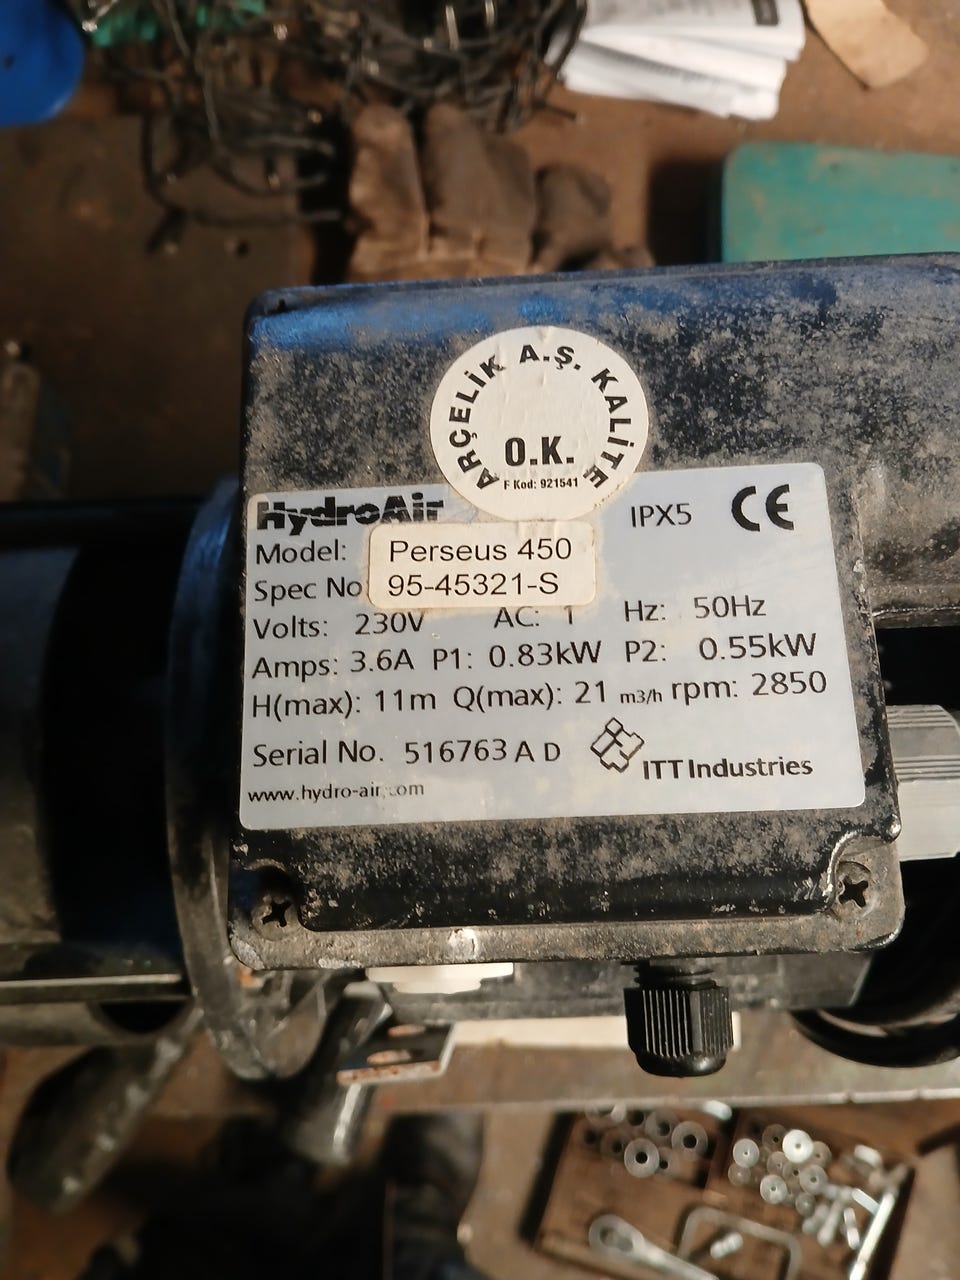 ARÇELİK A.Ş. KALİTE
O.K.
F Kod: 921541
HydroAir
IPX5 CE
Model: Perseus 450
Spec No 95-45321-S
Volts: 230V AC: 1 Hz: 50Hz
Amps: 3.6A P1: 0.83kW P2: 0.55kW
H(max): 11m Q(max): 21 m3/h rpm: 2850
Serial No. 516763 A D
ITT Industries
www.hydro-air.com